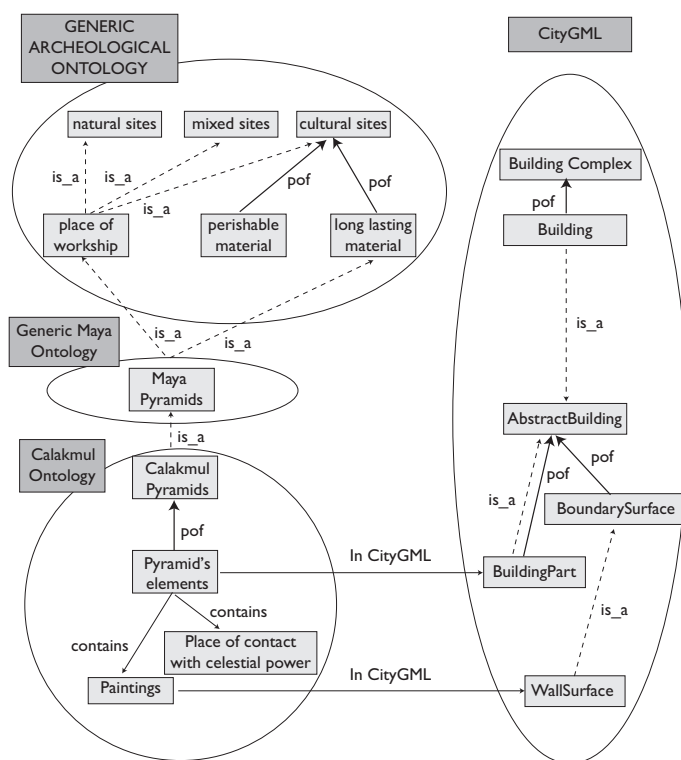 GENERIC
ARCHEOLOGICAL
ONTOLOGY
CityGML
natural sites
mixed sites
cultural sites
Building Complex
is_a
is_a
is_a
pof
pof
pof
place of
workship
perishable
material
long lasting
material
Building
is_a
Generic Maya
Ontology
is_a
is_a
Maya
Pyramids
AbstractBuilding
is_a
Calakmul
Ontology
Calakmul
Pyramids
pof
pof
is_a
BoundarySurface
pof
Pyramid's
elements
In CityGML
BuildingPart
contains
contains
is_a
Place of contact
with celestial power
Paintings
In CityGML
WallSurface